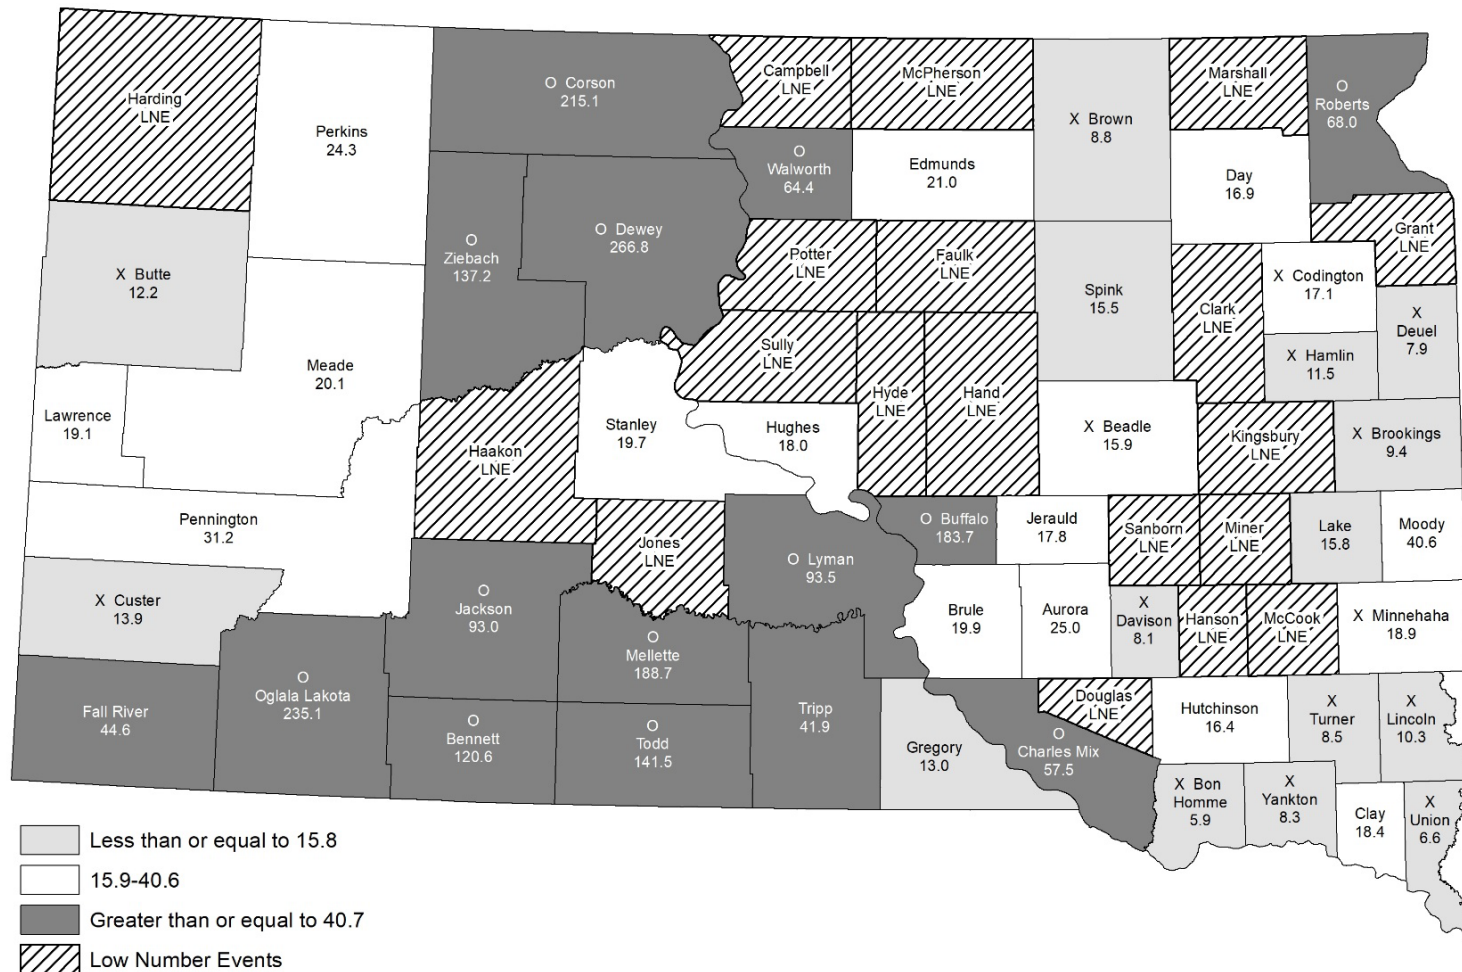 Harding
LNE
Perkins
24.3
O Corson
215.1
Campbell
LNE
McPherson
LNE
X Brown
8.8
Marshall
LNE
O
Roberts
68.0
O
Walworth
64.4
Edmunds
21.0
Day
16.9
X Butte
12.2
O
Ziebach
137.2
O Dewey
266.8
Potter
LNE
Faulk
LNE
Spink
15.5
Clark
LNE
X Codington
17.1
Grant
LNE
X
Deuel
7.9
X Hamlin
11.5
Lawrence
19.1
Meade
20.1
Haakon
LNE
Stanley
19.7
Sully
LNE
Hughes
18.0
Hyde
LNE
Hand
LNE
X Beadle
15.9
Kingsbury
LNE
X Brookings
9.4
Pennington
31.2
Jones
LNE
O Lyman
93.5
O Buffalo
183.7
Jerauld
17.8
Sanborn
LNE
Miner
LNE
Lake
15.8
Moody
40.6
X Custer
13.9
O
Jackson
93.0
O
Mellette
188.7
Brule
19.9
Aurora
25.0
X
Davison
8.1
Hanson
LNE
McCook
LNE
X Minnehaha
18.9
Fall River
44.6
O
Oglala Lakota
235.1
O
Bennett
120.6
O
Todd
141.5
Tripp
41.9
Gregory
13.0
O
Charles Mix
57.5
Douglas
LNE
Hutchinson
16.4
X
Turner
8.5
X
Lincoln
10.3
X Bon
Homme
5.9
X
Yankton
8.3
Clay
18.4
X
Union
6.6
Less than or equal to 15.8
15.9-40.6
Greater than or equal to 40.7
Low Number Events